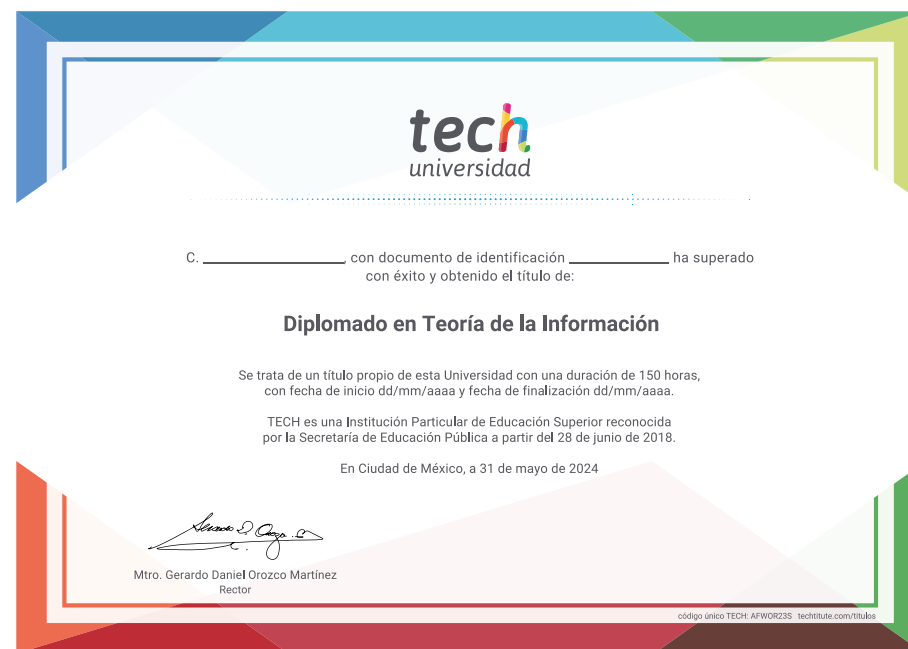 tech
universidad
C. ____________, con documento de identificación ____________ ha superado
con éxito y obtenido el título de:
Diplomado en Teoría de la Información
Se trata de un título propio de esta Universidad con una duración de 150 horas,
con fecha de inicio dd/mm/aaaa y fecha de finalización dd/mm/aaaa.
TECH es una Institución Particular de Educación Superior reconocida
por la Secretaría de Educación Pública a partir del 28 de junio de 2018.
En Ciudad de México, a 31 de mayo de 2024
Mtro. Gerardo Daniel Orozco Martínez
Rector
código único TECH: AFWOR23S techtitute.com/titulos